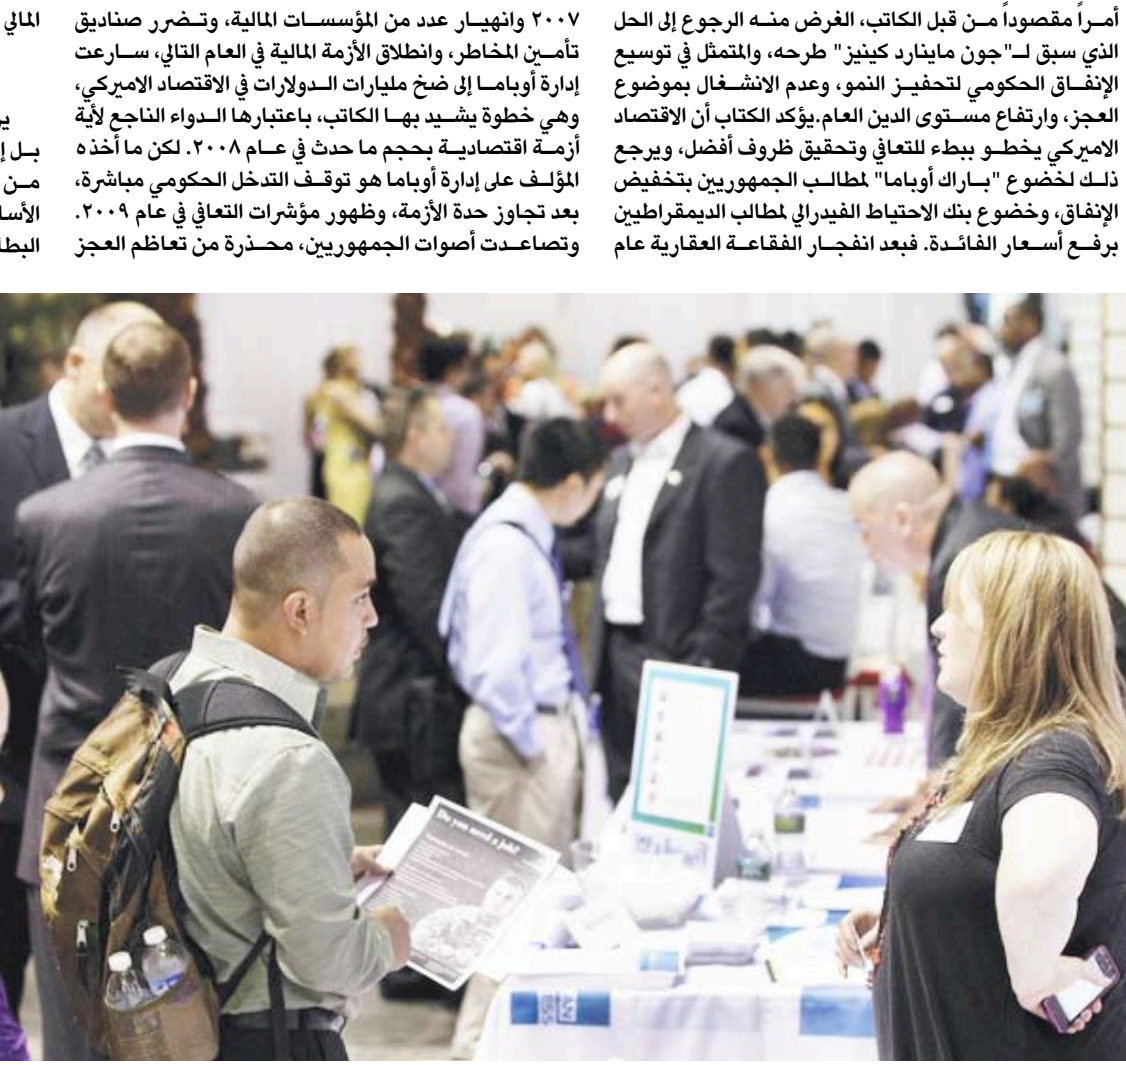 أمراً مقصوداً من قبل الكاتب، الغرض منه الرجوع إلى الحل
الذي سبق لـ"جون ماينارد كينيز" طرحه، والمتمثل في توسيع
الإنفاق الحكومي لتحفيز النمو، وعدم الانشغال بموضوع
العجز، وارتفاع مستوى الدين العام.يؤكد الكتاب أن الاقتصاد
الاميركي يخطو ببطء للتعافي وتحقيق ظروف أفضل، ويرجع
ذلك لخضوع "باراك أوباما" لمطالب الجمهوريين بتخفيض
الإنفاق، وخضوع بنك الاحتياط الفيدرالي لمطالب الديمقراطيين
برفع أسعار الفائدة. فبعد انفجار الفقاعة العقارية عام
٢٠٠٧ وانهيار عدد من المؤسسات المالية، وتضرر صناديق
تأمين المخاطر، وانطلاق الأزمة المالية في العام التالي، سارعت
إدارة أوباما إلى ضخ مليارات الدولارات في الاقتصاد الاميركي،
وهي خطوة يشيد بها الكاتب، باعتبارها الدواء الناجع لأية
أزمة اقتصادية بحجم ما حدث في عام ٢٠٠٨. لكن ما أخذه
المؤلف على إدارة أوباما هو توقف التدخل الحكومي مباشرة،
بعد تجاوز حدة الأزمة، وظهور مؤشرات التعافي في عام ٢٠٠٩.
وتصاعدت أصوات الجمهوريين، محذرة من تعاظم العجز
المالي
بل
من
Do you need a job?